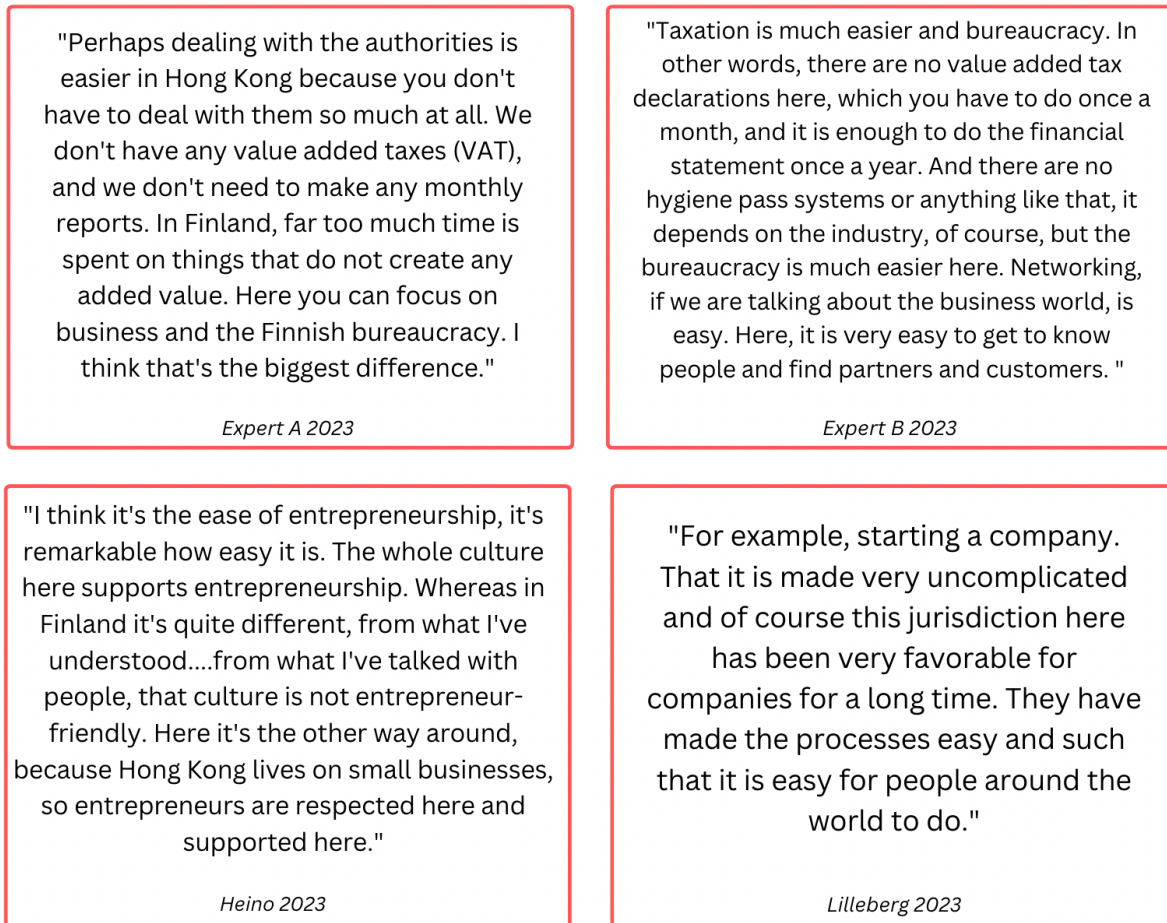 "Perhaps dealing with the authorities is
easier in Hong Kong because you don't
have to deal with them so much at all. We
don't have any value added taxes (VAT),
and we don't need to make any monthly
reports. In Finland, far too much time is
spent on things that do not create any
added value. Here you can focus on
business and the Finnish bureaucracy. I
think that's the biggest difference."
Expert A 2023
"Taxation is much easier and bureaucracy. In
other words, there are no value added tax
declarations here, which you have to do once a
month, and it is enough to do the financial
statement once a year. And there are no
hygiene pass systems or anything like that, it
depends on the industry, of course, but the
bureaucracy is much easier here. Networking,
if we are talking about the business world, is
easy. Here, it is very easy to get to know
people and find partners and customers. "
Expert B 2023
"I think it's the ease of entrepreneurship, it's
remarkable how easy it is. The whole culture
here supports entrepreneurship. Whereas in
Finland it's quite different, from what I've
understood....from what I've talked with
people, that culture is not entrepreneur-
friendly. Here it's the other way around,
because Hong Kong lives on small businesses,
so entrepreneurs are respected here and
supported here."
Heino 2023
"For example, starting a company.
That it is made very uncomplicated
and of course this jurisdiction here
has been very favorable for
companies for a long time. They have
made the processes easy and such
that it is easy for people around the
world to do."
Lilleberg 2023